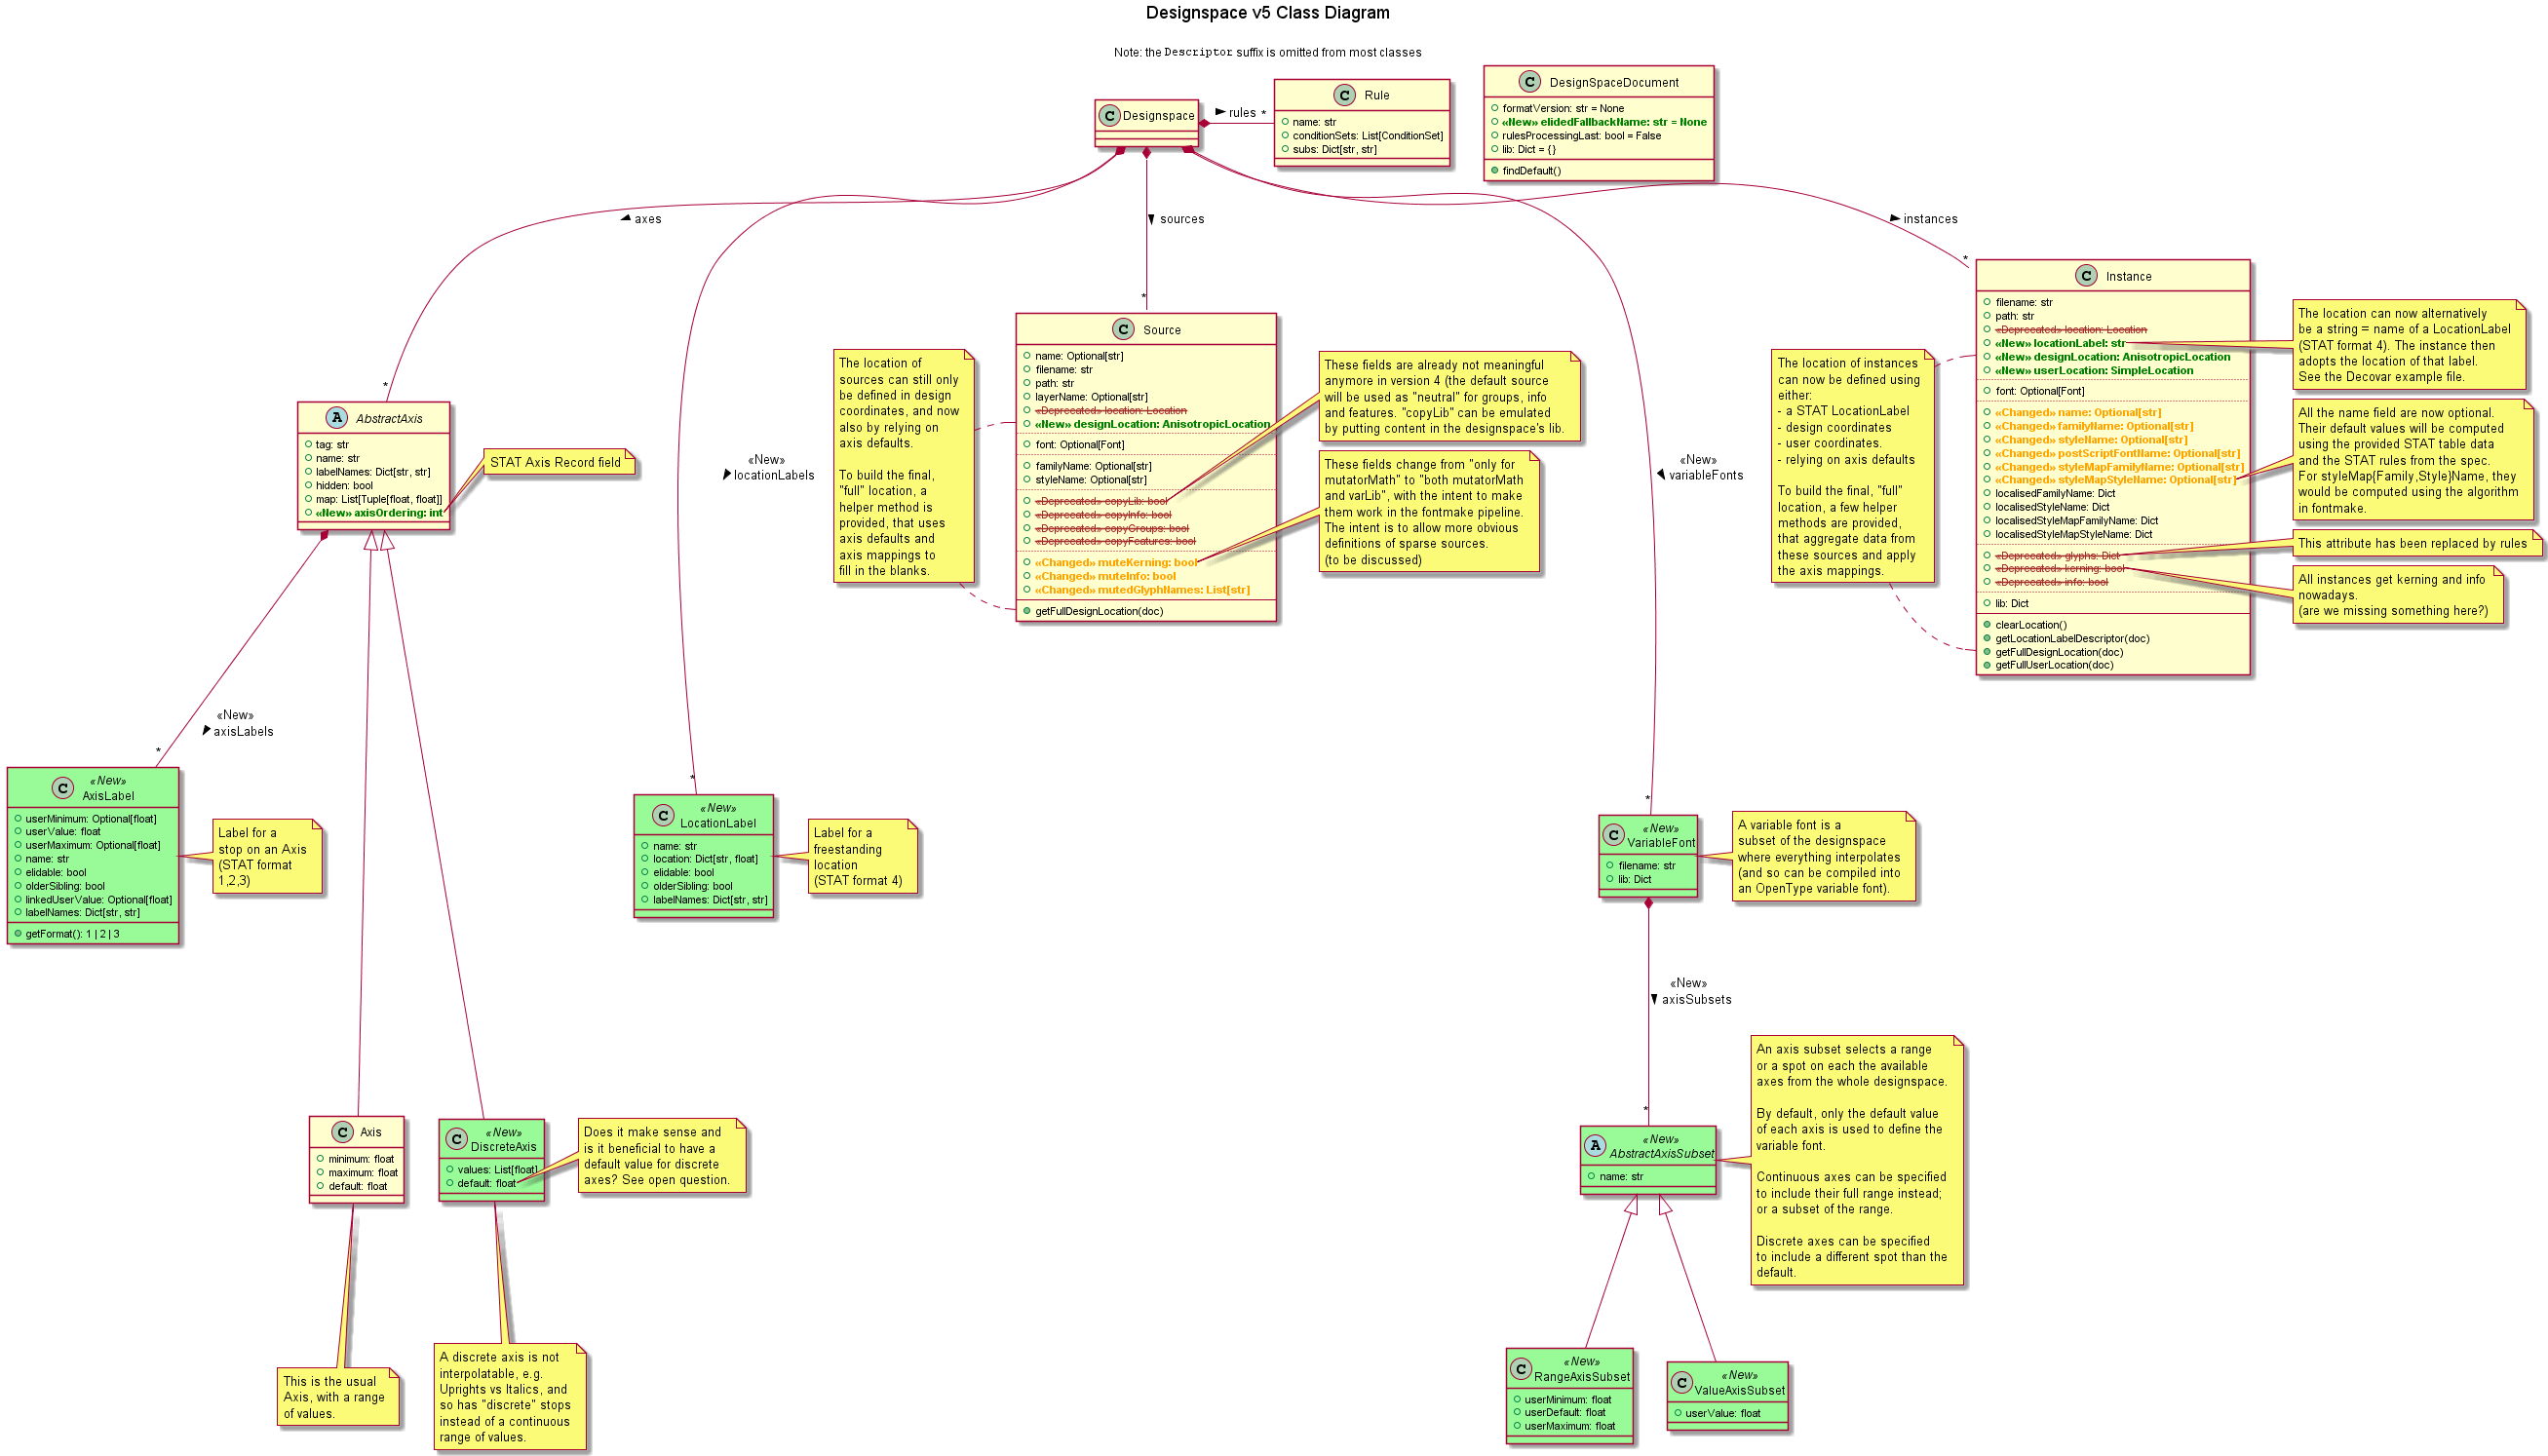 Designspace v5 Class Diagram
Note: the Descriptor suffix is omitted from most classes
C Designspace
rules *
C Rule
name: str
conditionSets: List[ConditionSet]
subs: Dict[str, str]
C DesignSpaceDocument
formatVersion: str = None
«New» elidedFallbackName: str = None
rulesProcessingLast: bool = False
lib: Dict = {}
findDefault()
axes
*
sources
*
instances
*
«New»
locationLabels
*
«New»
variableFonts
*
A AbstractAxis
tag: str
name: str
labelNames: Dict[str, str]
hidden: bool
map: List[Tuple[float, float]]
«New» axisOrdering: int
STAT Axis Record field
The location of
sources can still only
be defined in design
coordinates, and now
also by relying on
axis defaults.
To build the final,
"full" location, a
helper method is
provided, that uses
axis defaults and
axis mappings to
fill in the blanks.
C Source
name: Optional[str]
filename: str
path: str
layerName: Optional[str]
«Deprecated» location: Location
«New» designLocation: AnisotropicLocation
font: Optional[Font]
familyName: Optional[str]
styleName: Optional[str]
«Deprecated» copyLib: bool
«Deprecated» copyInfo: bool
«Deprecated» copyGroups: bool
«Deprecated» copyFeatures: bool
«Changed» muteKerning: bool
«Changed» muteInfo: bool
«Changed» mutedGlyphNames: List[str]
getFullDesignLocation(doc)
These fields are already not meaningful
anymore in version 4 (the default source
will be used as "neutral" for groups, info
and features. "copyLib" can be emulated
by putting content in the designspace's lib.
These fields change from "only for
mutatorMath" to "both mutatorMath
and varLib", with the intent to make
them work in the fontmake pipeline.
The intent is to allow more obvious
definitions of sparse sources.
(to be discussed)
The location of instances
can now be defined using
either:
- a STAT LocationLabel
- design coordinates
- user coordinates.
- relying on axis defaults
To build the final, "full"
location, a few helper
methods are provided,
that aggregate data from
these sources and apply
the axis mappings.
C Instance
filename: str
path: str
«Deprecated» location: Location
«New» locationLabel: str
«New» designLocation: AnisotropicLocation
«New» userLocation: SimpleLocation
font: Optional[Font]
«Changed» name: Optional[str]
«Changed» familyName: Optional[str]
«Changed» styleName: Optional[str]
«Changed» postScriptFontName: Optional[str]
«Changed» styleMapFamilyName: Optional[str]
«Changed» styleMapStyleName: Optional[str]
localisedFamilyName: Dict
localisedStyleName: Dict
localisedStyleMapFamilyName: Dict
localisedStyleMapStyleName: Dict
«Deprecated» glyphs: Dict
«Deprecated» kerning: bool
«Deprecated» info: bool
lib: Dict
clearLocation()
getLocationLabelDescriptor(doc)
getFullDesignLocation(doc)
getFullUserLocation(doc)
The location can now alternatively
be a string = name of a LocationLabel
(STAT format 4). The instance then
adopts the location of that label.
See the Decovar example file.
All the name field are now optional.
Their default values will be computed
using the provided STAT table data
and the STAT rules from the spec.
For styleMap{Family,Style}Name, they
would be computed using the algorithm
in fontmake.
This attribute has been replaced by rules
All instances get kerning and info
nowadays.
(are we missing something here?)
«New»
axisLabels
*
C «New»
AxisLabel
userMinimum: Optional[float]
userValue: float
userMaximum: Optional[float]
name: str
elidable: bool
olderSibling: bool
linkedUserValue: Optional[float]
labelNames: Dict[str, str]
getFormat(): 1 | 2 | 3
Label for a
stop on an Axis
(STAT format
1,2,3)
C «New»
LocationLabel
name: str
location: Dict[str, float]
elidable: bool
olderSibling: bool
labelNames: Dict[str, str]
Label for a
freestanding
location
(STAT format 4)
C «New»
VariableFont
filename: str
lib: Dict
A variable font is a
subset of the designspace
where everything interpolates
(and so can be compiled into
an OpenType variable font).
«New»
axisSubsets
*
C Axis
minimum: float
maximum: float
default: float
C «New»
DiscreteAxis
values: List[float]
default: float
Does it make sense and
is it beneficial to have a
default value for discrete
axes? See open question.
A «New»
AbstractAxisSubset
name: str
An axis subset selects a range
or a spot on each the available
axes from the whole designspace.
By default, only the default value
of each axis is used to define the
variable font.
Continuous axes can be specified
to include their full range instead;
or a subset of the range.
Discrete axes can be specified
to include a different spot than the
default.
This is the usual
Axis, with a range
of values.
A discrete axis is not
interpolatable, e.g.
Uprights vs Italics, and
so has "discrete" stops
instead of a continuous
range of values.
C «New»
RangeAxisSubset
userMinimum: float
userDefault: float
userMaximum: float
C «New»
ValueAxisSubset
userValue: float